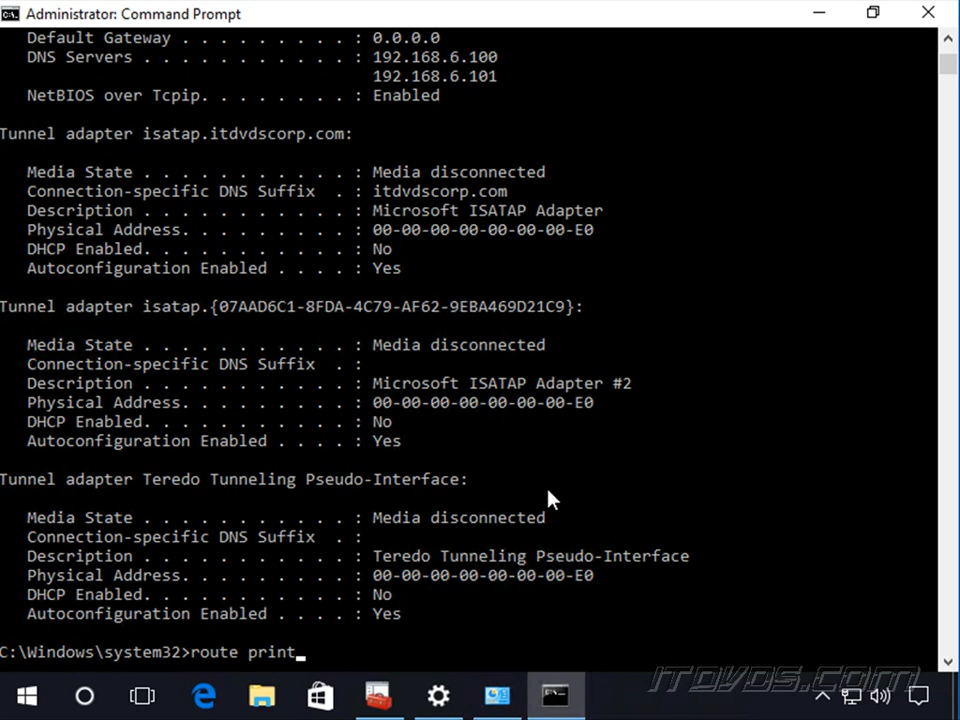 Administrator: Command Prompt
Default Gateway . . . . . . . . . : 0.0.0.0
DNS Servers . . . . . . . . . . . : 192.168.6.100
192.168.6.101
NetBIOS over Tcpip. . . . . . . . : Enabled
Tunnel adapter isatap.itdvdscorp.com:
Media State . . . . . . . . . . . : Media disconnected
Connection-specific DNS Suffix  . : itdvdscorp.com
Description . . . . . . . . . . . : Microsoft ISATAP Adapter
Physical Address. . . . . . . . . : 00-00-00-00-00-00-00-E0
DHCP Enabled. . . . . . . . . . . : No
Autoconfiguration Enabled . . . . : Yes
Tunnel adapter isatap.{07AAD6C1-8FDA-4C79-AF62-9EBA469D21C9}:
Media State . . . . . . . . . . . : Media disconnected
Connection-specific DNS Suffix  . :
Description . . . . . . . . . . . : Microsoft ISATAP Adapter #2
Physical Address. . . . . . . . . : 00-00-00-00-00-00-00-E0
DHCP Enabled. . . . . . . . . . . : No
Autoconfiguration Enabled . . . . : Yes
Tunnel adapter Teredo Tunneling Pseudo-Interface:
Media State . . . . . . . . . . . : Media disconnected
Connection-specific DNS Suffix  . :
Description . . . . . . . . . . . : Teredo Tunneling Pseudo-Interface
Physical Address. . . . . . . . . : 00-00-00-00-00-00-00-E0
DHCP Enabled. . . . . . . . . . . : No
Autoconfiguration Enabled . . . . : Yes
C:\Windows\system32>route print_
ITDVDS.COM